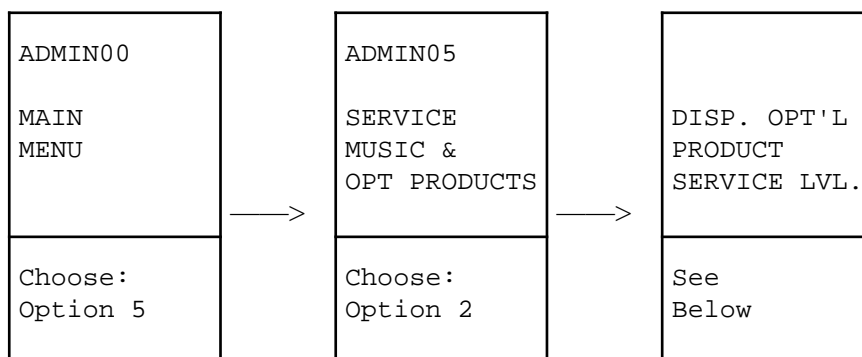 ADMIN00
MAIN
MENU
Choose:
Option 5
ADMIN05
SERVICE
MUSIC &
OPT PRODUCTS
Choose:
Option 2
DISP. OPT'L
PRODUCT
SERVICE LVL.
See
Below